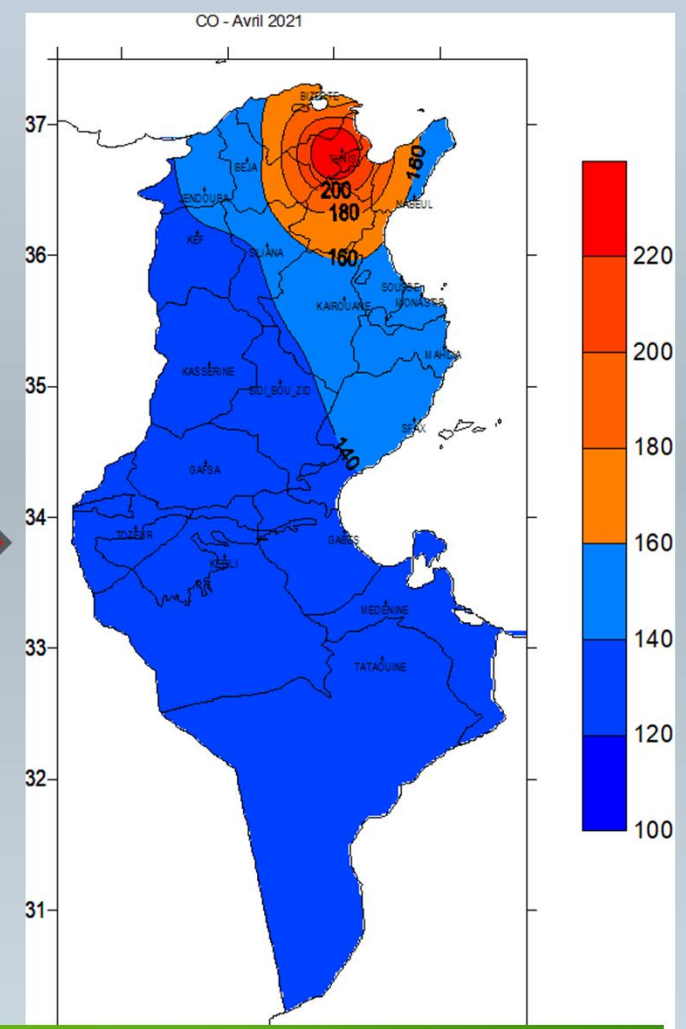 CO - Avril 2021
37
36
35
34
33
32
31
BIZERTE
TUNIS
BEJA
160
200
JENDOUBA
NABEUL
180
KEF
SILIANA
160
SOUSSE
MONASTIR
KAIROUANE
MAHDIA
KASSERINE
SIDI_BOU_ZID
SFAX
140
GAFSA
TOZEUR
GABES
KEBILI
MEDENINE
TATAOUINE
220
200
180
160
140
120
100